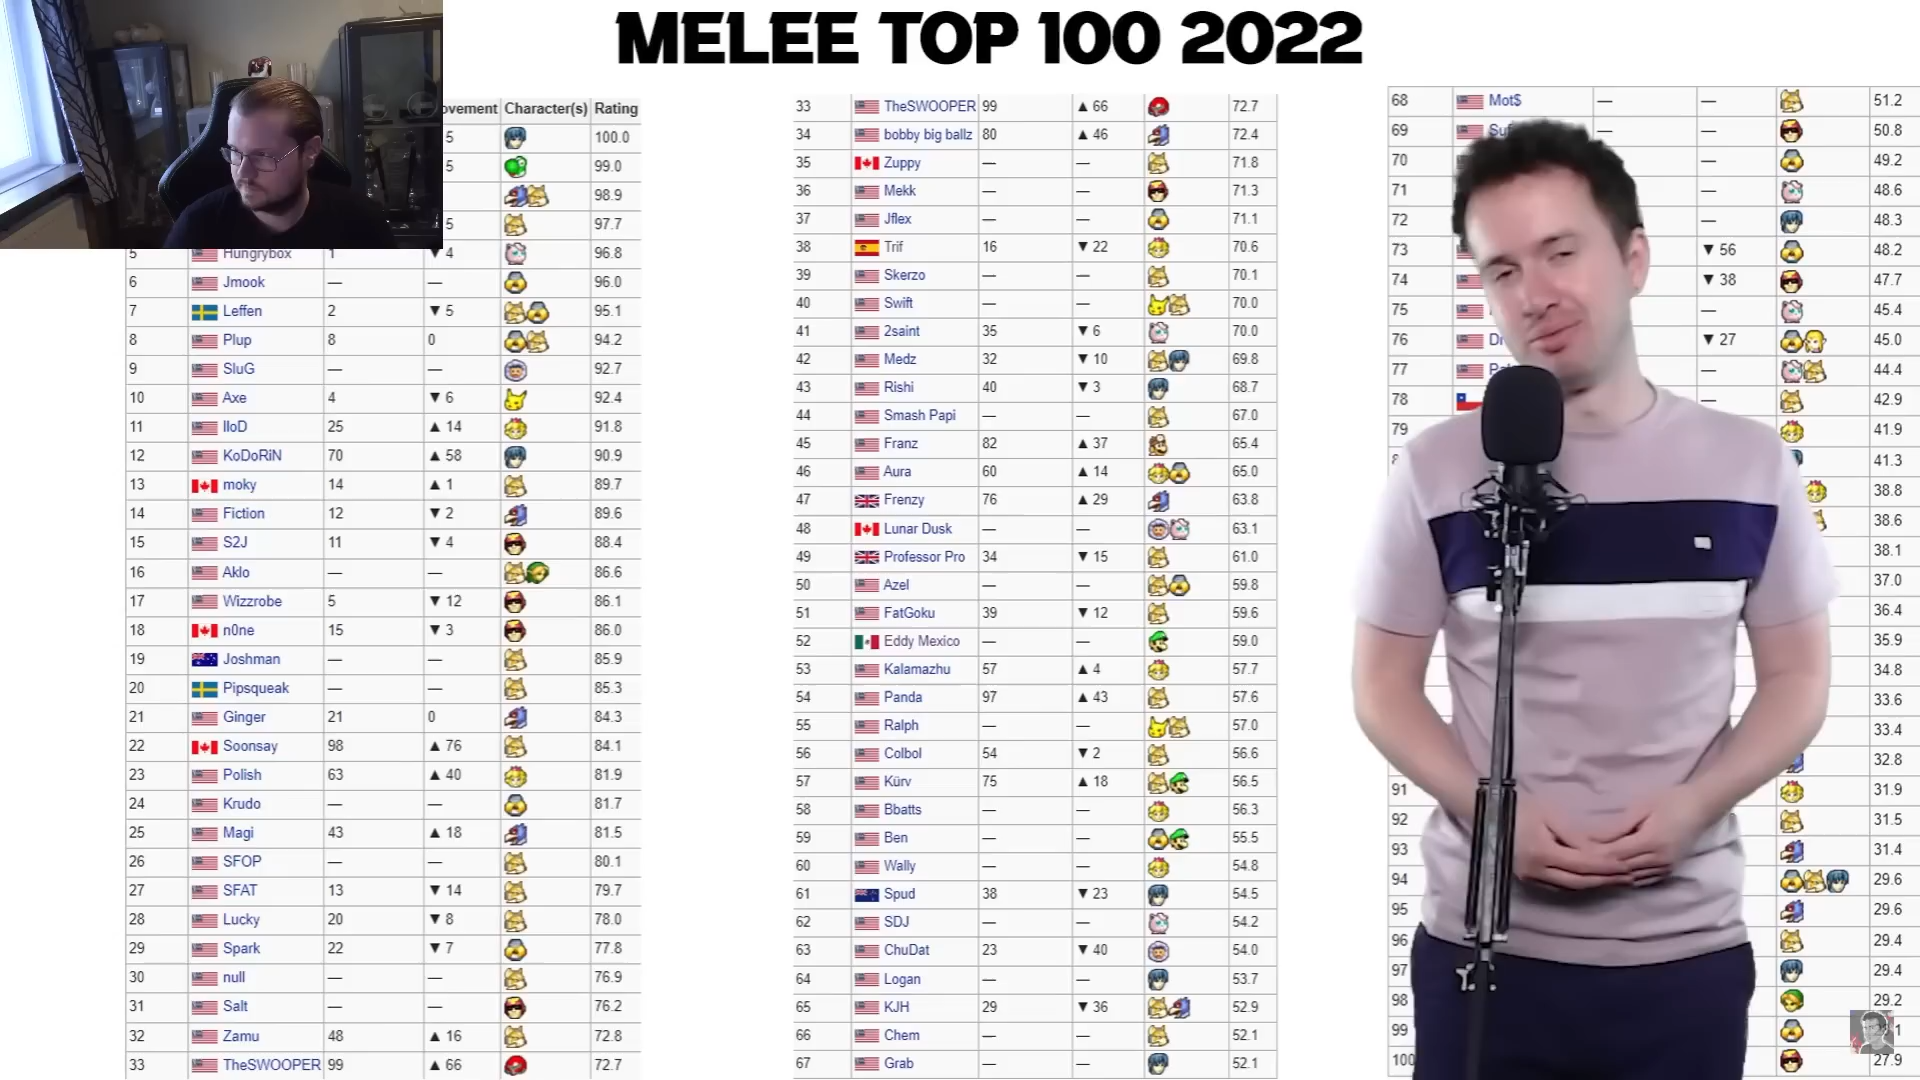 MELEE TOP 100 2022
ovement Character(s) Rating
5 100.0
5 99.0
98.9
5 97.7
5 Hungrybox 1 ▼ 4 96.8
6 Jmook — — 96.0
7 Leffen 2 ▼ 5 95.1
8 Plup 8 0 94.2
9 SluG — — 92.7
10 Axe 4 ▼ 6 92.4
11 lloD 25 ▲ 14 91.8
12 KoDoRiN 70 ▲ 58 90.9
13 moky 14 ▲ 1 89.7
14 Fiction 12 ▼ 2 89.6
15 S2J 11 ▼ 4 88.4
16 Aklo — — 86.6
17 Wizzrobe 5 ▼ 12 86.1
18 n0ne 15 ▼ 3 86.0
19 Joshman — — 85.9
20 Pipsqueak — — 85.3
21 Ginger 21 0 84.3
22 Soonsay 98 ▲ 76 84.1
23 Polish 63 ▲ 40 81.9
24 Krudo — — 81.7
25 Magi 43 ▲ 18 81.5
26 SFOP — — 80.1
27 SFAT 13 ▼ 14 79.7
28 Lucky 20 ▼ 8 78.0
29 Spark 22 ▼ 7 77.8
30 null — — 76.9
31 Salt — — 76.2
32 Zamu 48 ▲ 16 72.8
33 TheSWOOPER 99 ▲ 66 72.7
33 TheSWOOPER 99 ▲ 66 72.7
34 bobby big ballz 80 ▲ 46 72.4
35 Zuppy — — 71.8
36 Mekk — — 71.3
37 Jflex — — 71.1
38 Trif 16 ▼ 22 70.6
39 Skerzo — — 70.1
40 Swift — — 70.0
41 2saint 35 ▼ 6 70.0
42 Medz 32 ▼ 10 69.8
43 Rishi 40 ▼ 3 68.7
44 Smash Papi — — 67.0
45 Franz 82 ▲ 37 65.4
46 Aura 60 ▲ 14 65.0
47 Frenzy 76 ▲ 29 63.8
48 Lunar Dusk — — 63.1
49 Professor Pro 34 ▼ 15 61.0
50 Azel — — 59.8
51 FatGoku 39 ▼ 12 59.6
52 Eddy Mexico — — 59.0
53 Kalamazhu 57 ▲ 4 57.7
54 Panda 97 ▲ 43 57.6
55 Ralph — — 57.0
56 Colbol 54 ▼ 2 56.6
57 Kürv 75 ▲ 18 56.5
58 Bbatts — — 56.3
59 Ben — — 55.5
60 Wally — — 54.8
61 Spud 38 ▼ 23 54.5
62 SDJ — — 54.2
63 ChuDat 23 ▼ 40 54.0
64 Logan — — 53.7
65 KJH 29 ▼ 36 52.9
66 Chem — — 52.1
67 Grab — — 52.1
68 Mot$ — — 51.2
69 — — 50.8
70 — 49.2
71 — 48.6
72 — 48.3
73 ▼ 56 48.2
74 ▼ 38 47.7
75 — 45.4
76 ▼ 27 45.0
77 — 44.4
78 — 42.9
79 41.9
41.3
38.8
38.6
38.1
37.0
36.4
35.9
34.8
33.6
33.4
32.8
91 31.9
92 31.5
93 31.4
94 29.6
95 29.6
96 29.4
97 29.4
98 29.2
99
100 27.9